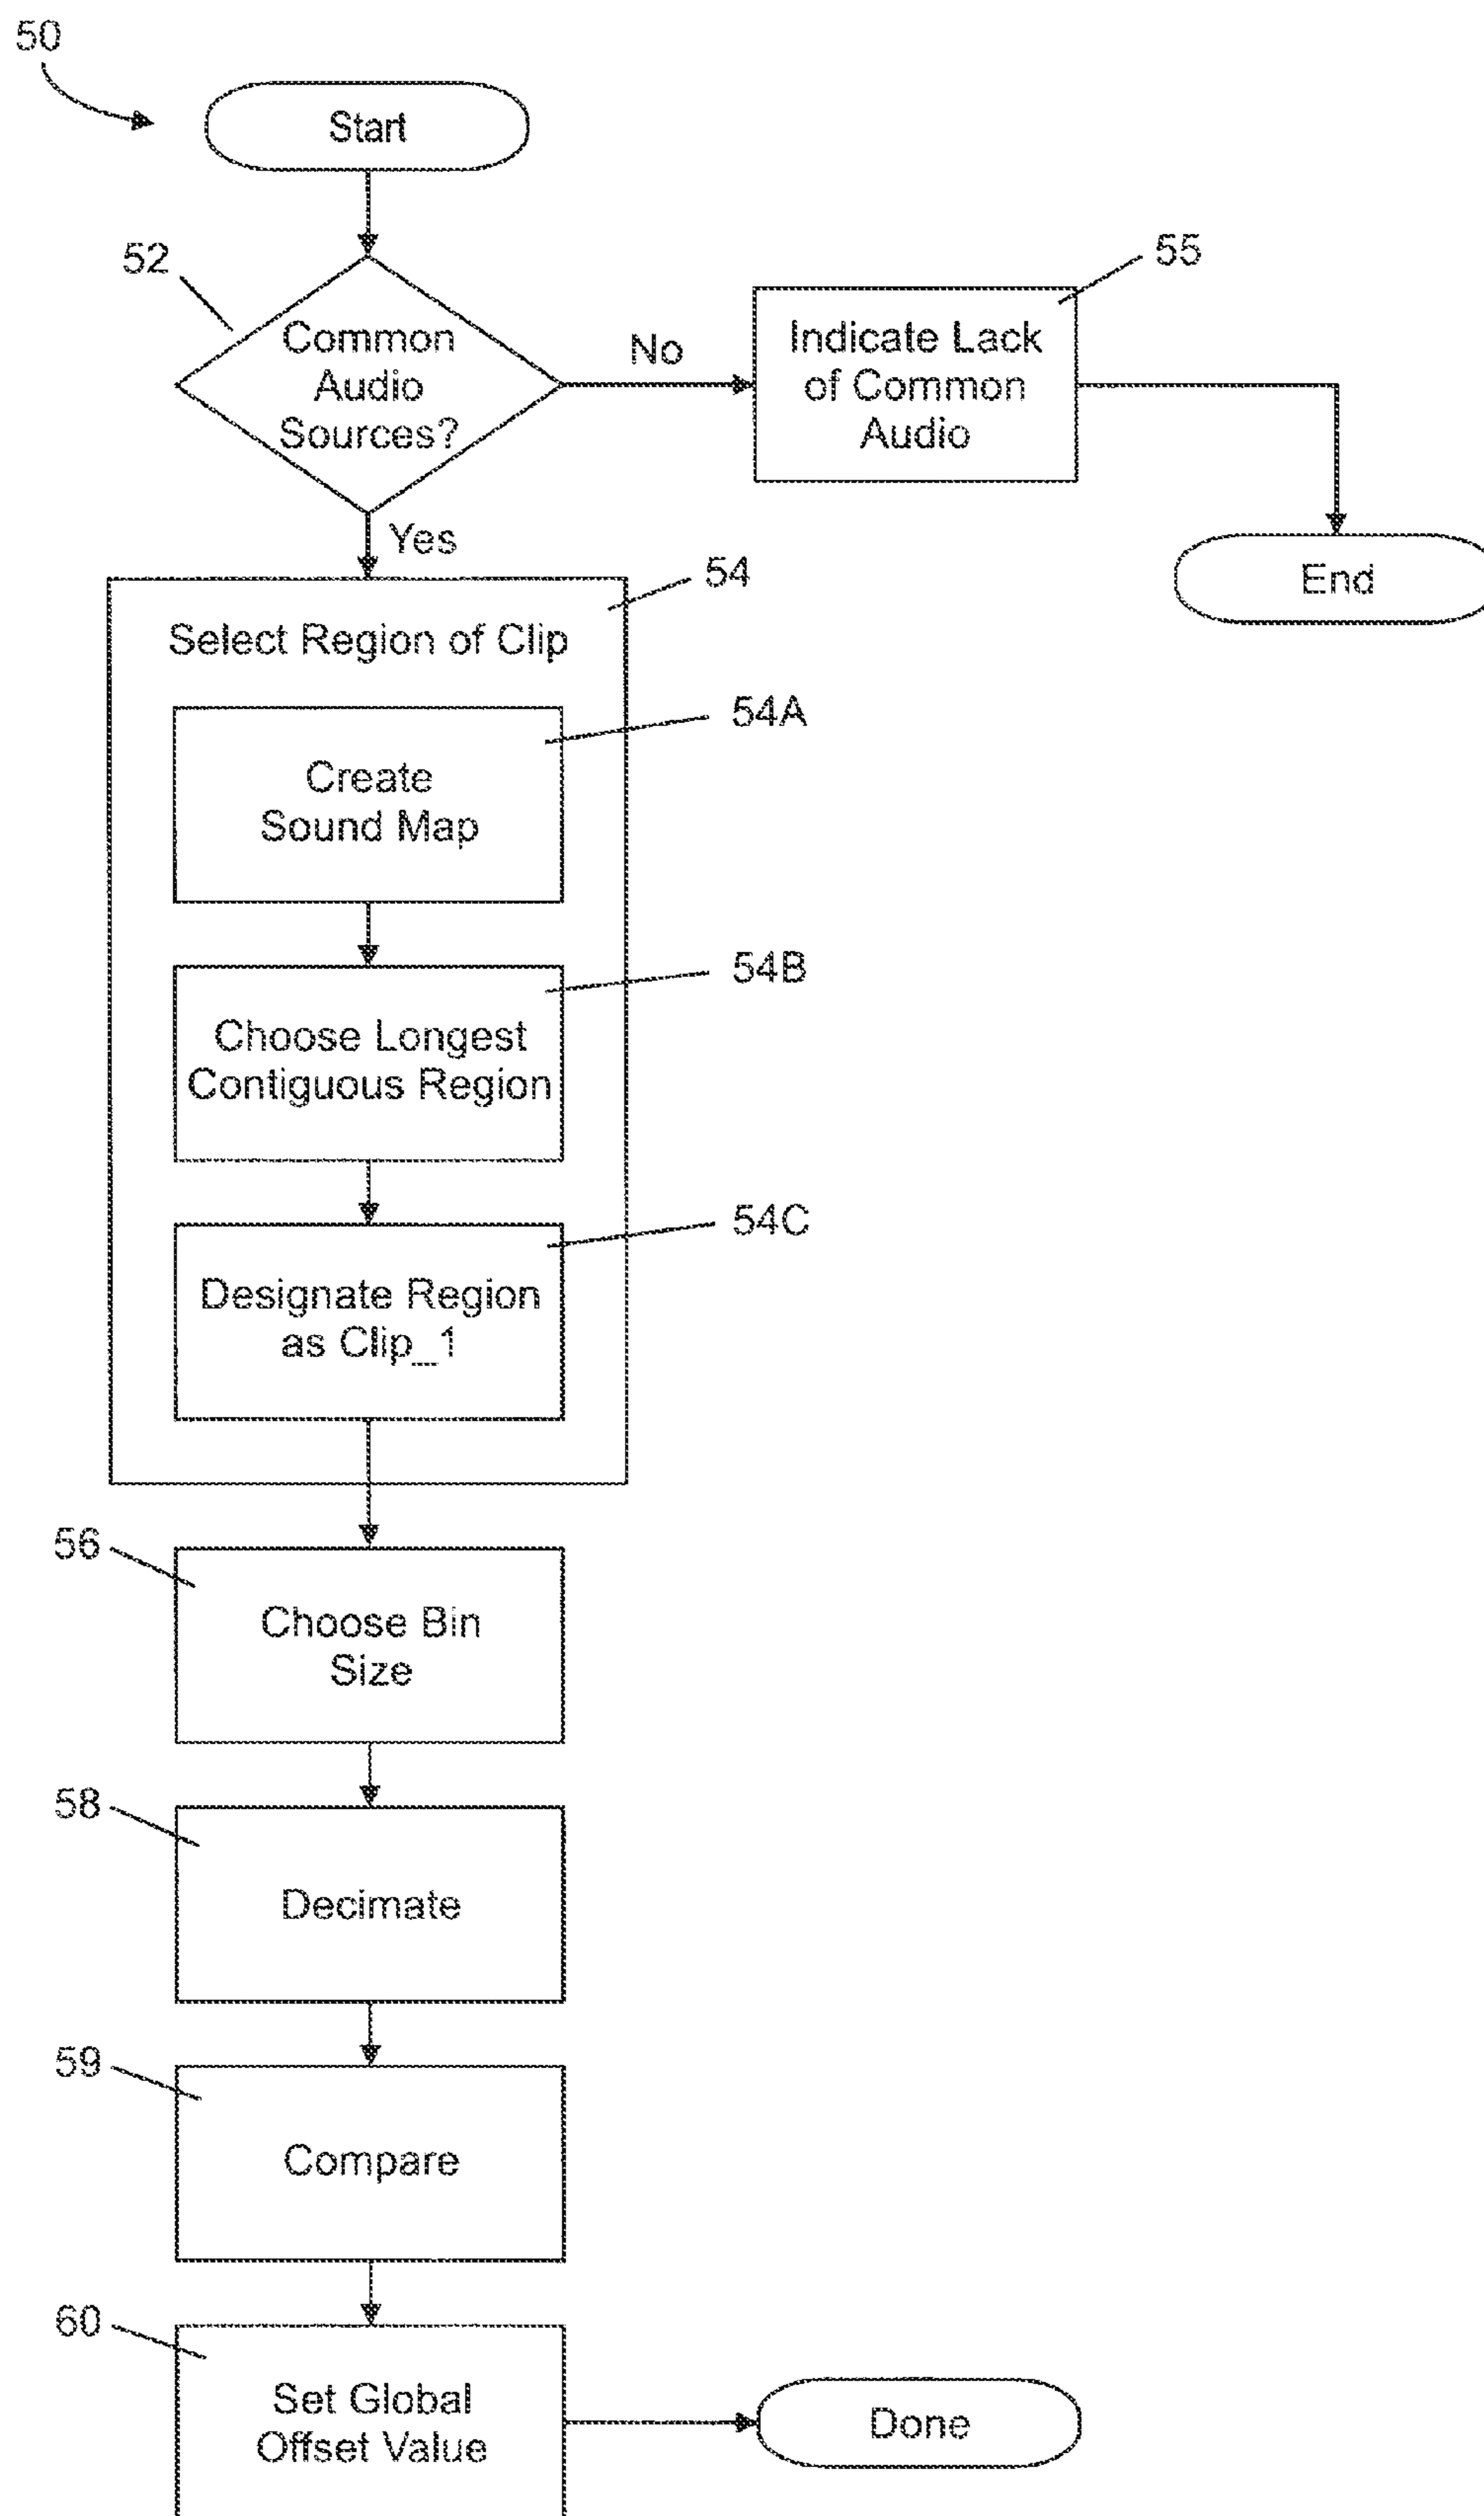 50
Start
52
Common
Audio
Sources?
No
55
Indicate Lack
of Common
Audio
Yes
End
54
Select Region of Clip
54A
Create
Sound Map
54B
Choose Longest
Contiguous Region
54C
Designate Region
as Clip_1
56
Choose Bin
Size
58
Decimate
59
Compare
60
Set Global
Offset Value
Done